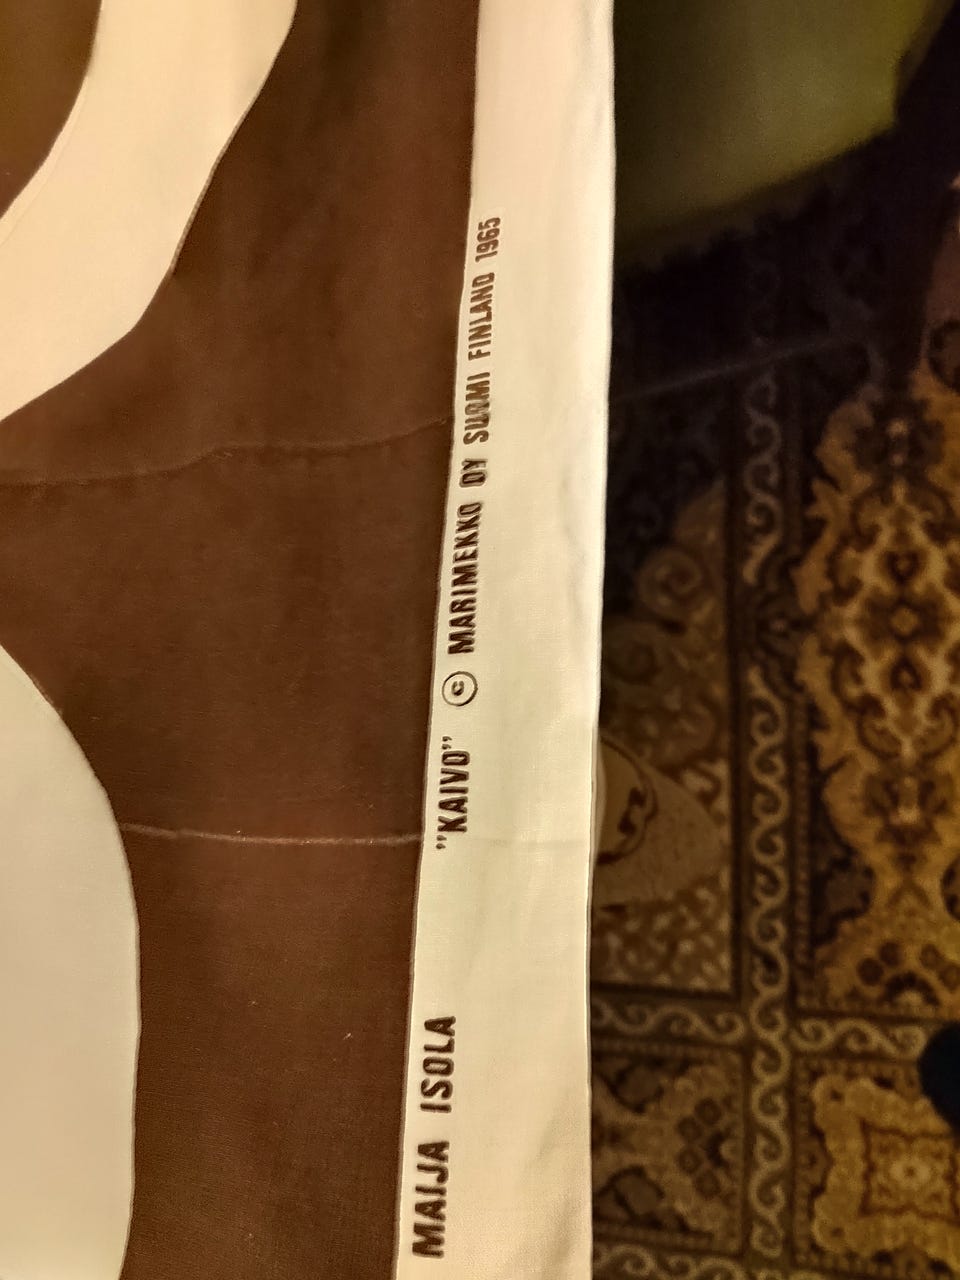 MAIJA ISOLA "KAIVO" © MARIMEKKO OY SUOMI FINLAND 1965